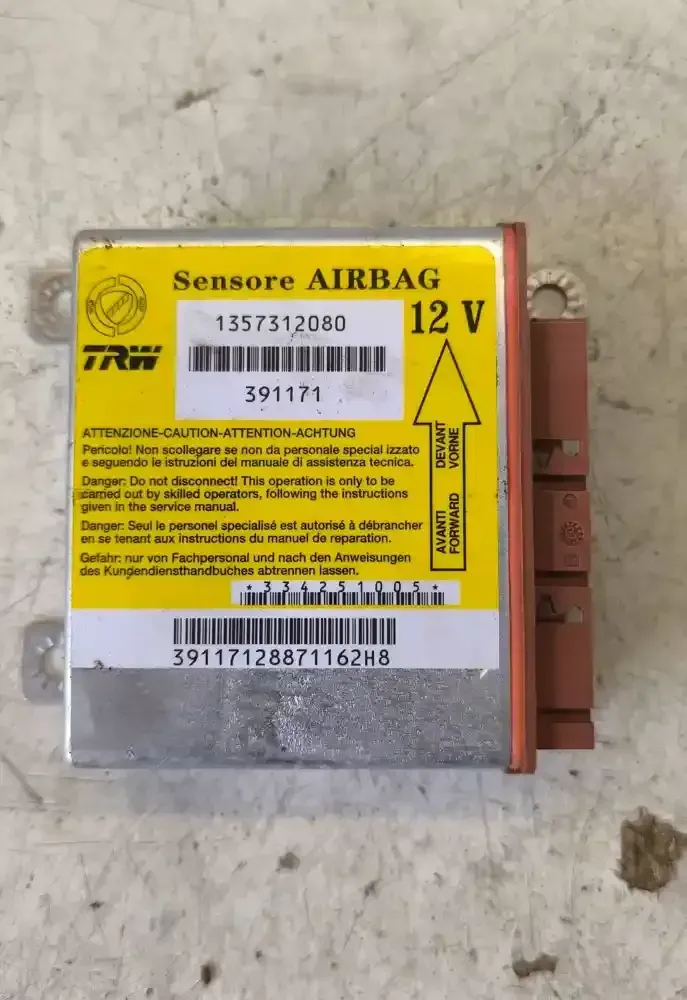 Sensore AIRBAG
1357312080
12 V
TRW
391171
DEVANT
VORNE
AVANTI
FORWARD
ATTENZIONE-CAUTION-ATTENTION-ACHTUNG
Pericolo! Non scollegare se non da personale special izzato
e seguendo le istruzioni del manuale di assistenza tecnica.
Danger: Do not disconnect! This operation is only to be
carried out by skilled operators, following the instructions
given in the service manual.
Danger: Seul le personel specialisé est autorisé à débrancher
en se tenant aux instructions du manuel de reparation.
Gefahr: nur von Fachpersonal und nach den Anweisungen
des Kundendiensthandbuches abtrennen lassen.
*334251005*
39117128871162H8